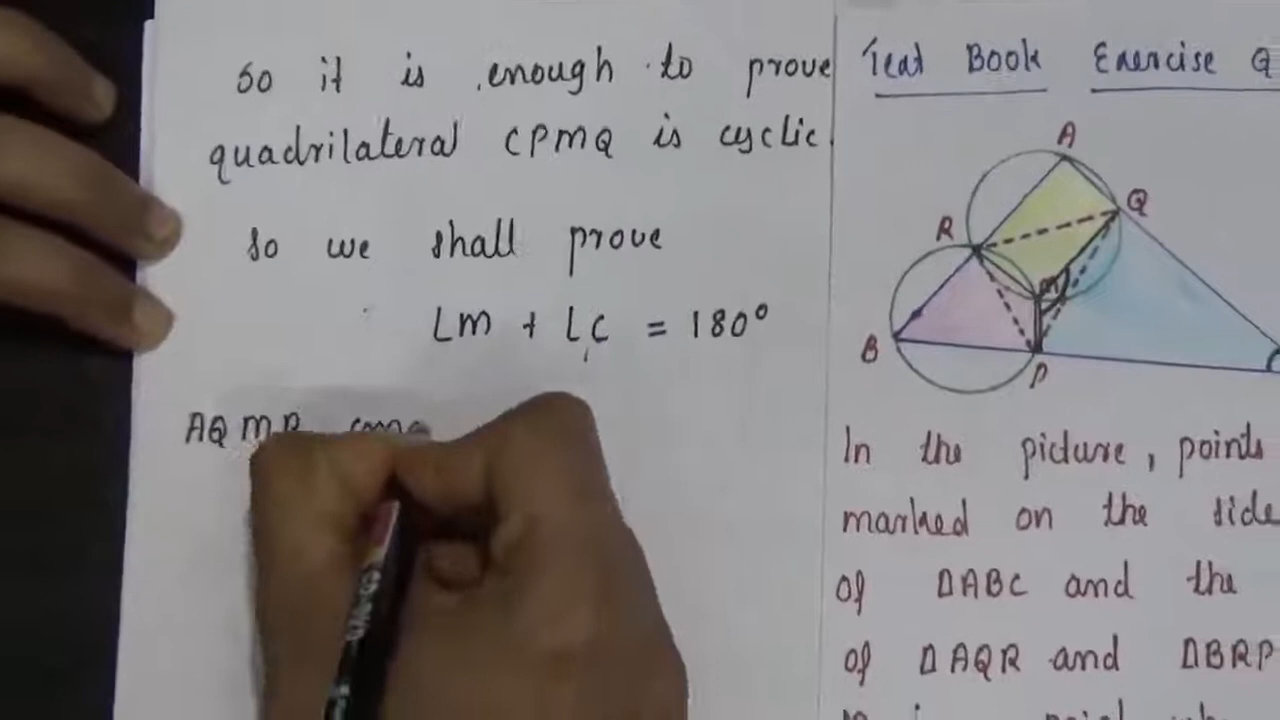 so it is enough to prove
quadrilateral CPMQ is cyclic.
so we shall prove
∠M + ∠C = 180°
AQMR
Text Book Exercise Q
A
Q
R
M
B
P
In the picture, points
marked on the side
of ΔABC and the
of ΔAQR and ΔBRP